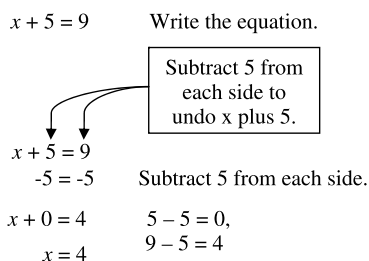 x + 5 = 9 Write the equation.
Subtract 5 from
each side to
undo x plus 5.
x + 5 = 9
-5 = -5 Subtract 5 from each side.
x + 0 = 4 5 – 5 = 0,
9 – 5 = 4
x = 4